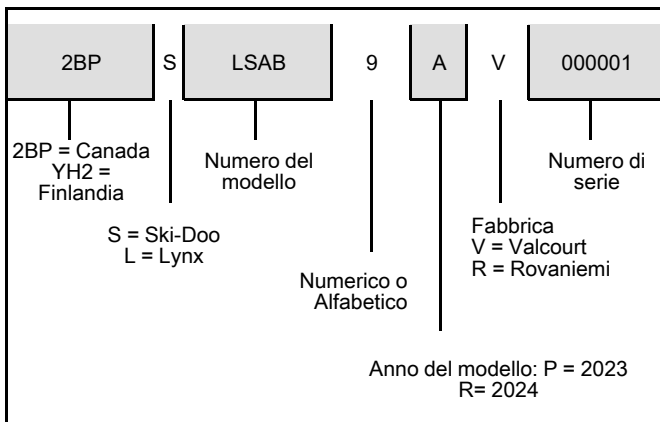 2BP S LSAB 9 A V 000001
2BP = Canada
YH2 =
Finlandia
Numero del
modello
Numero di
serie
S = Ski-Doo
L = Lynx
Fabbrica
V = Valcourt
R = Rovaniemi
Numerico o
Alfabetico
Anno del modello: P = 2023
R= 2024